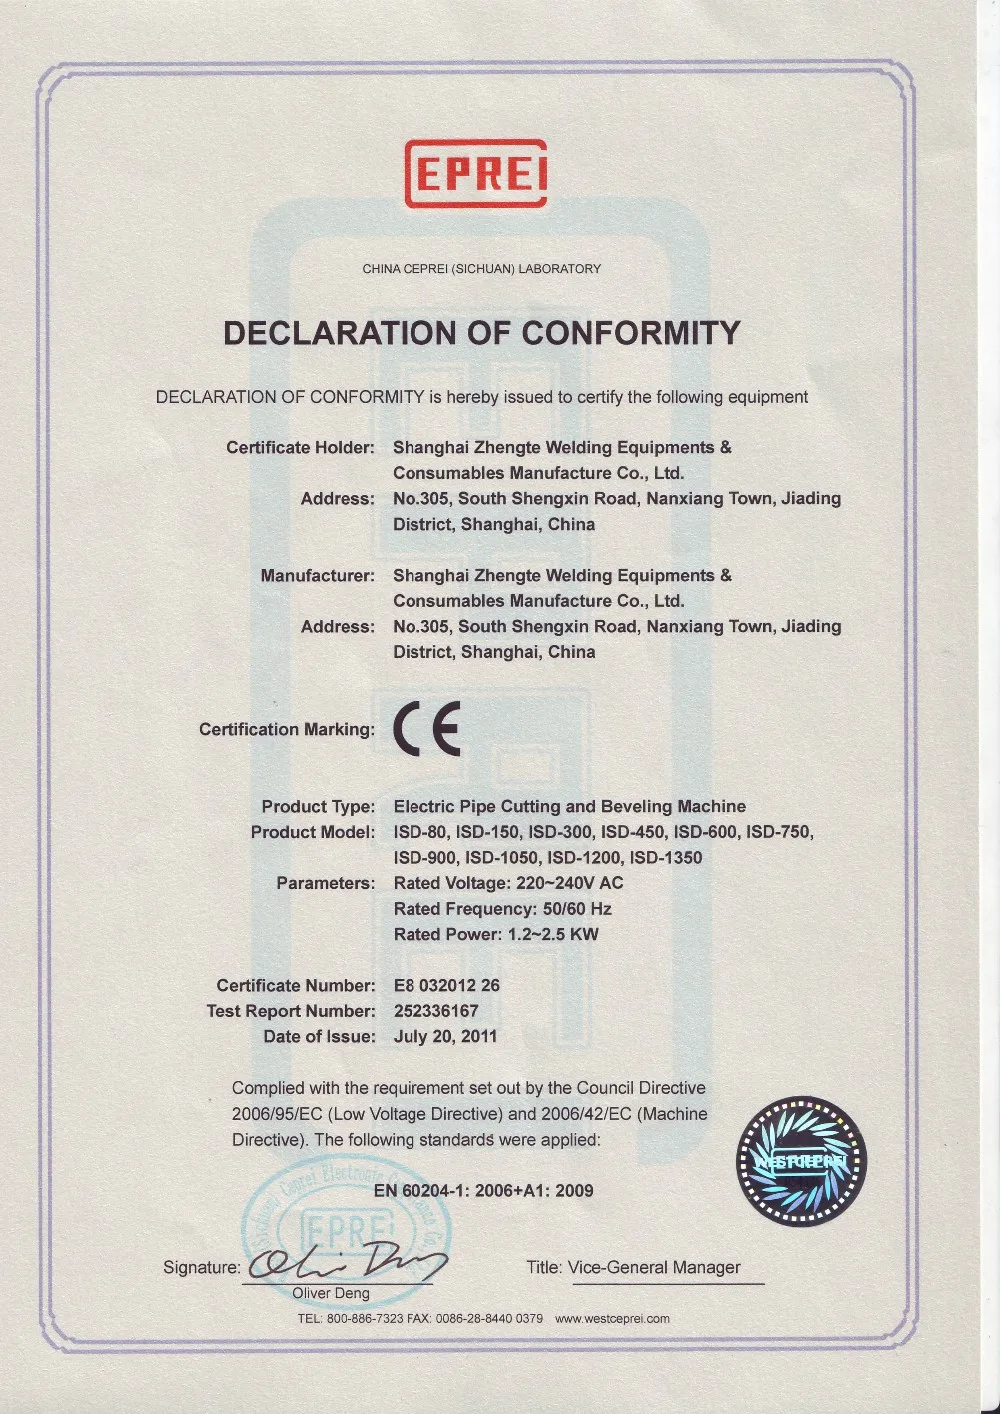 EPREI
CHINA CEPREI (SICHUAN) LABORATORY
DECLARATION OF CONFORMITY
DECLARATION OF CONFORMITY is hereby issued to certify the following equipment
Certificate Holder: Shanghai Zhengte Welding Equipments &
Consumables Manufacture Co., Ltd.
Address: No.305, South Shengxin Road, Nanxiang Town, Jiading
District, Shanghai, China
Manufacturer: Shanghai Zhengte Welding Equipments &
Consumables Manufacture Co., Ltd.
Address: No.305, South Shengxin Road, Nanxiang Town, Jiading
District, Shanghai, China
Certification Marking: CE
Product Type: Electric Pipe Cutting and Beveling Machine
Product Model: ISD-80, ISD-150, ISD-300, ISD-450, ISD-600, ISD-750,
ISD-900, ISD-1050, ISD-1200, ISD-1350
Parameters: Rated Voltage: 220~240V AC
Rated Frequency: 50/60 Hz
Rated Power: 1.2~2.5 KW
Certificate Number: E8 032012 26
Test Report Number: 252336167
Date of Issue: July 20, 2011
Complied with the requirement set out by the Council Directive
2006/95/EC (Low Voltage Directive) and 2006/42/EC (Machine
Directive). The following standards were applied:
WESTCEPREI
EN 60204-1: 2006+A1: 2009
Ceprei Electronic
EPREI
Signature: Title: Vice-General Manager
Oliver Deng
TEL: 800-886-7323 FAX: 0086-28-8440 0379 www.westceprei.com